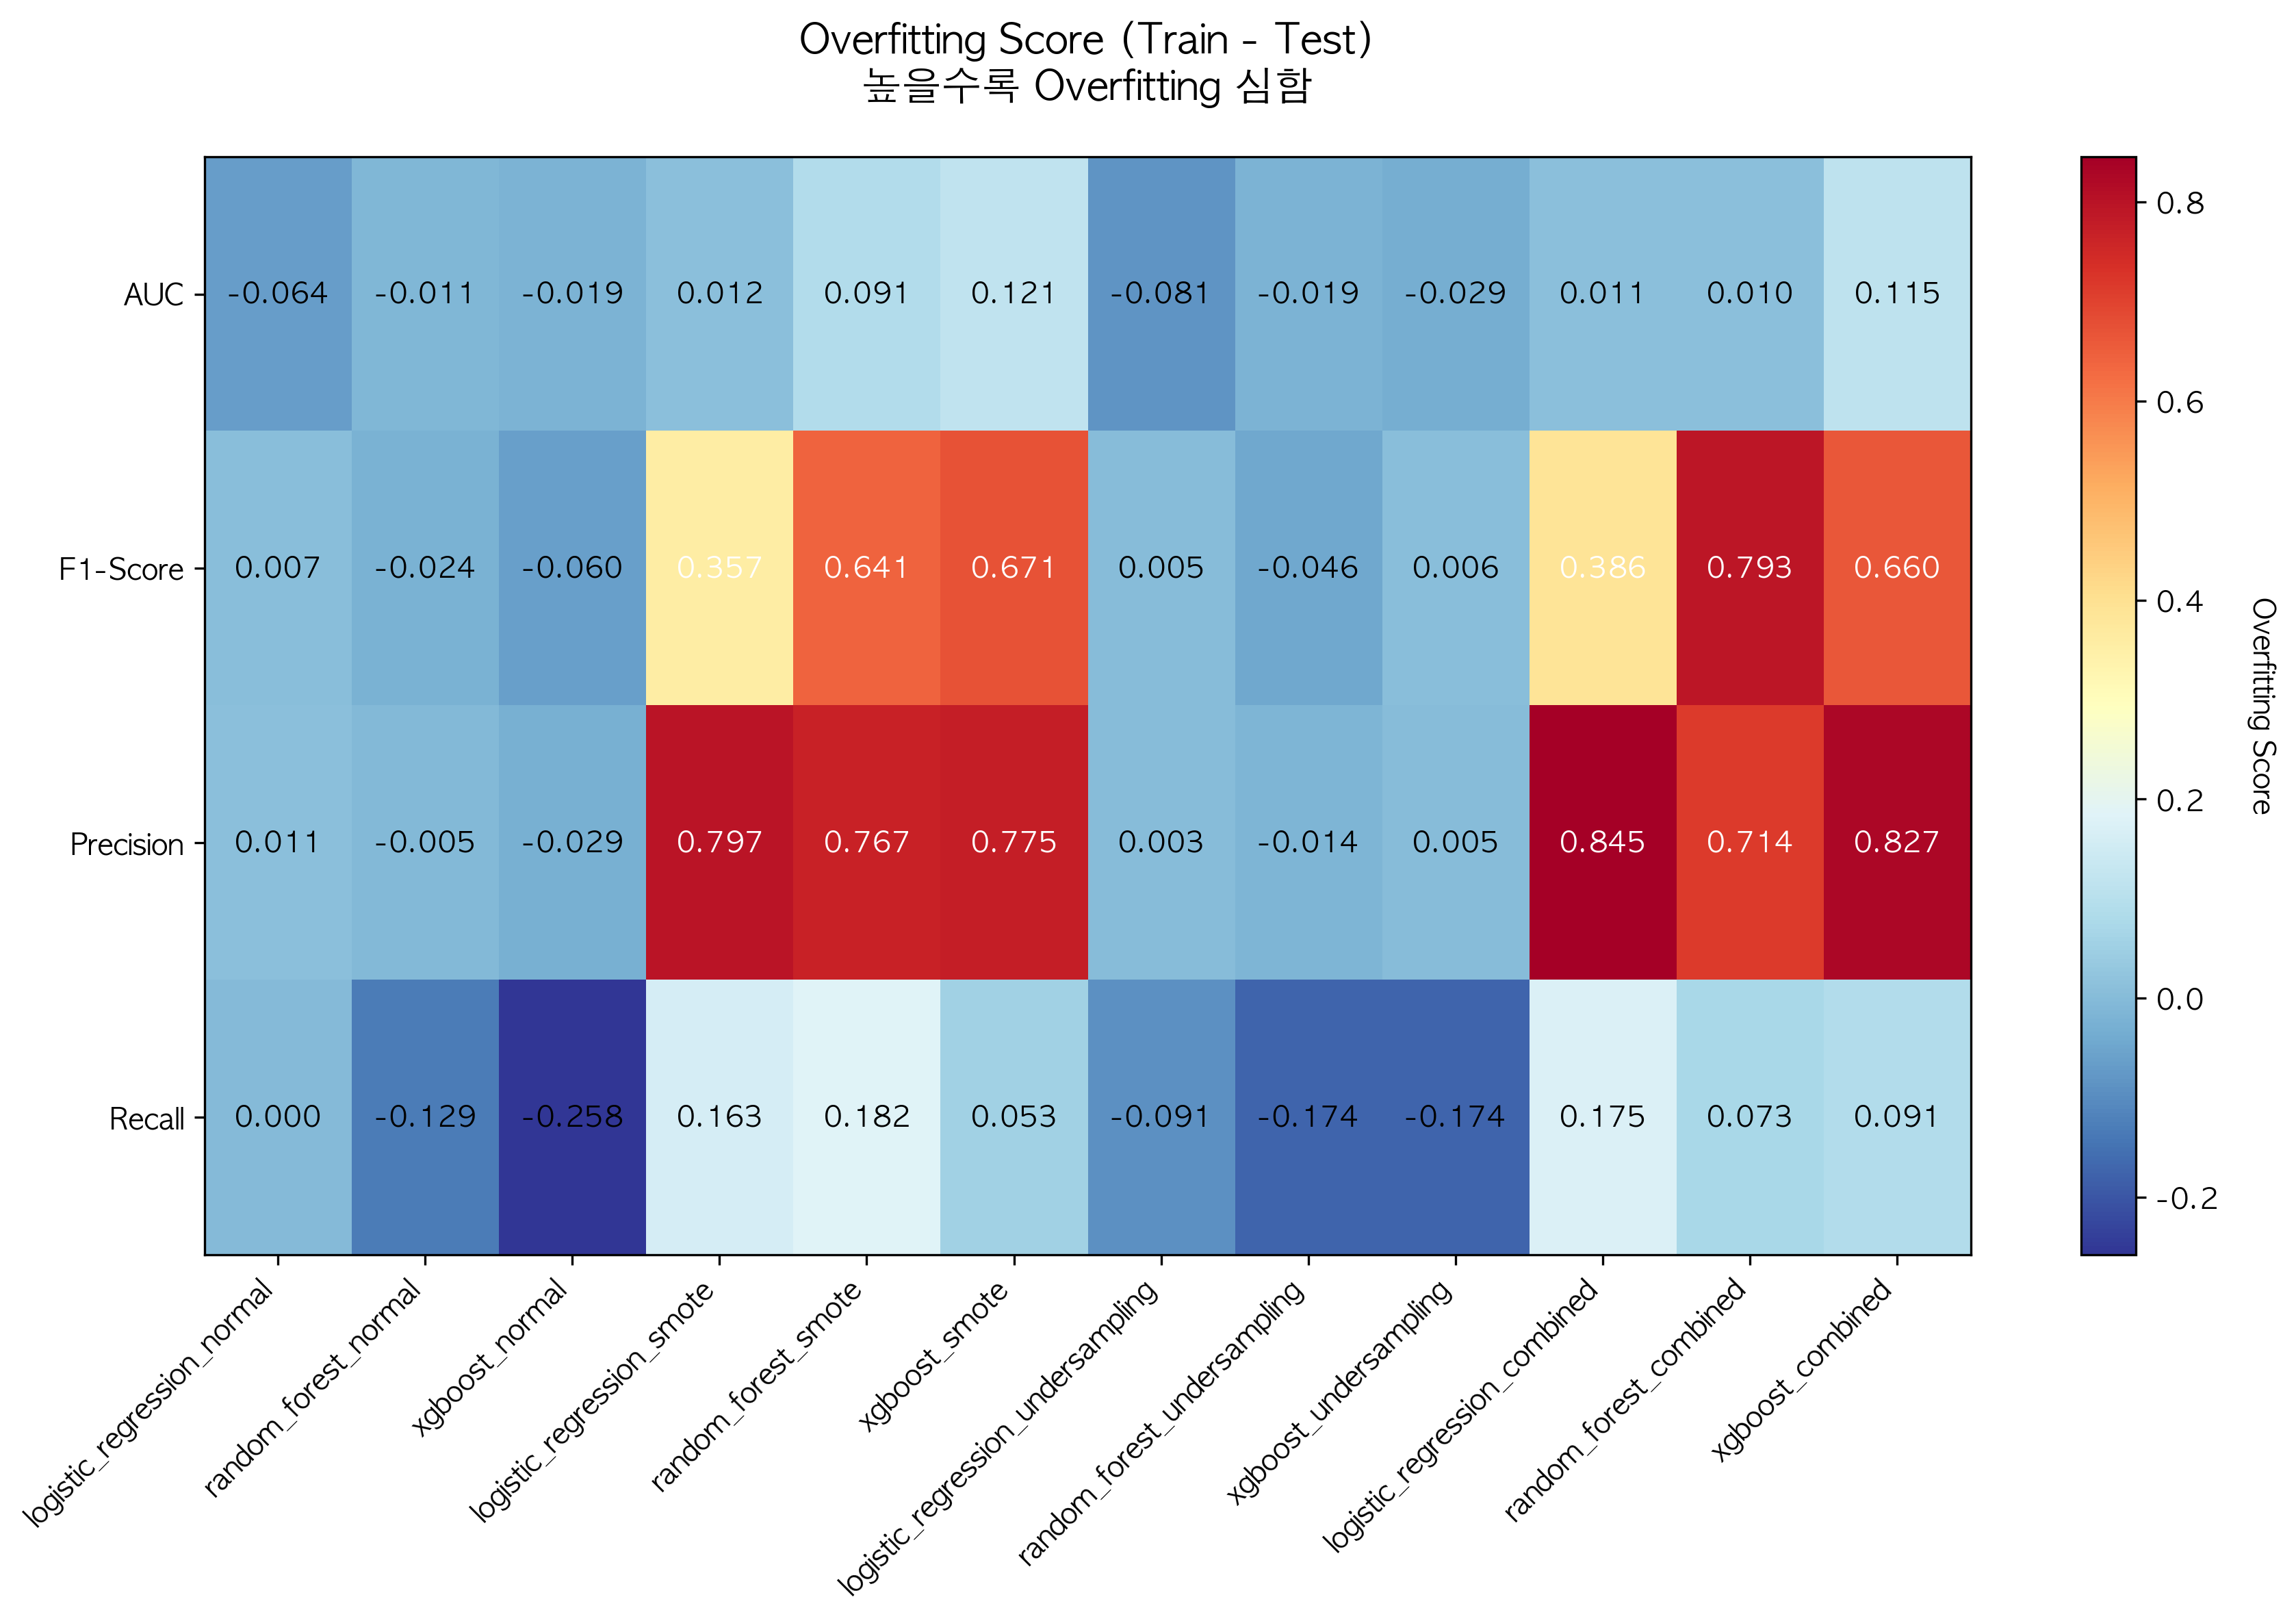 Overfitting Score (Train - Test)
높을수록 Overfitting 심함
AUC -0.064 -0.011 -0.019 0.012 0.091 0.121 -0.081 -0.019 -0.029 0.011 0.010 0.115
F1-Score 0.007 -0.024 -0.060 0.357 0.641 0.671 0.005 -0.046 0.006 0.386 0.793 0.660
Precision 0.011 -0.005 -0.029 0.797 0.767 0.775 0.003 -0.014 0.005 0.845 0.714 0.827
Recall 0.000 -0.129 -0.258 0.163 0.182 0.053 -0.091 -0.174 -0.174 0.175 0.073 0.091
logistic_regression_normal
random_forest_normal
xgboost_normal
logistic_regression_smote
random_forest_smote
xgboost_smote
logistic_regression_undersampling
random_forest_undersampling
xgboost_undersampling
logistic_regression_combined
random_forest_combined
xgboost_combined
0.8
0.6
0.4
0.2
0.0
-0.2
Overfitting Score